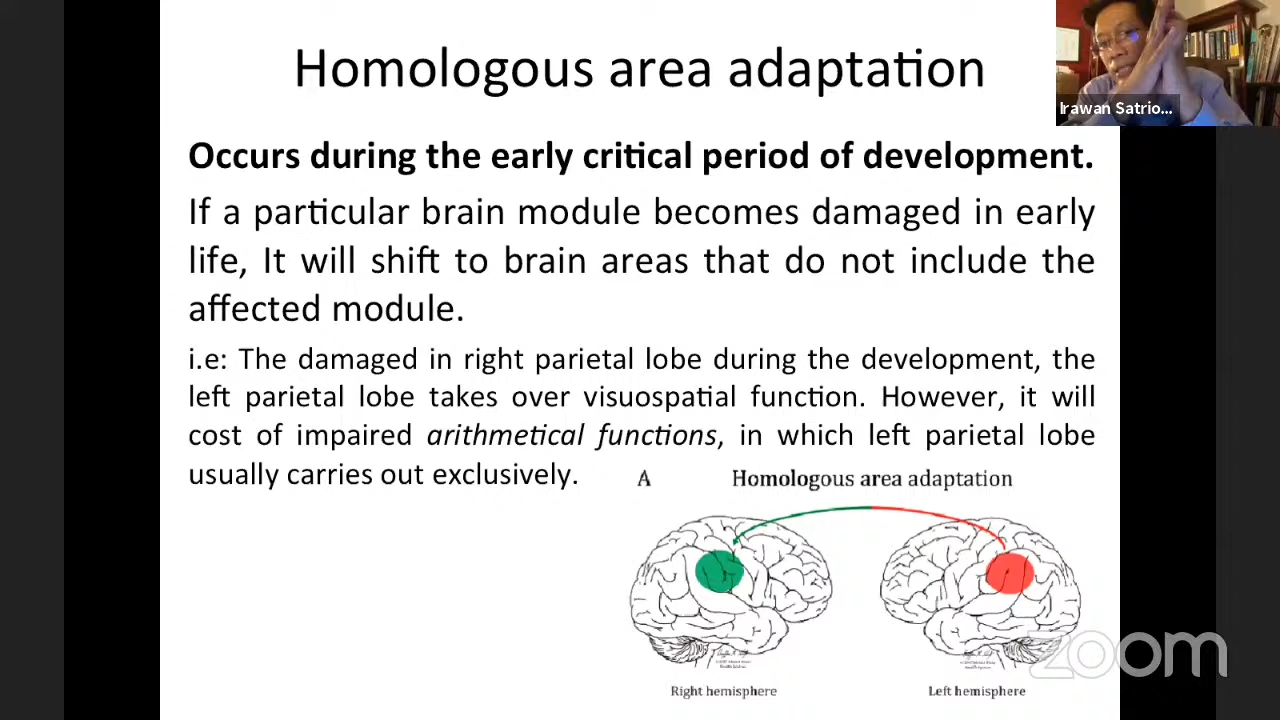 Homologous area adaptation
Irawan Satrio...
Occurs during the early critical period of development.
If a particular brain module becomes damaged in early
life, It will shift to brain areas that do not include the
affected module.
i.e: The damaged in right parietal lobe during the development, the
left parietal lobe takes over visuospatial function. However, it will
cost of impaired arithmetical functions, in which left parietal lobe
usually carries out exclusively.
A Homologous area adaptation
Right hemisphere
Left hemisphere
zoom